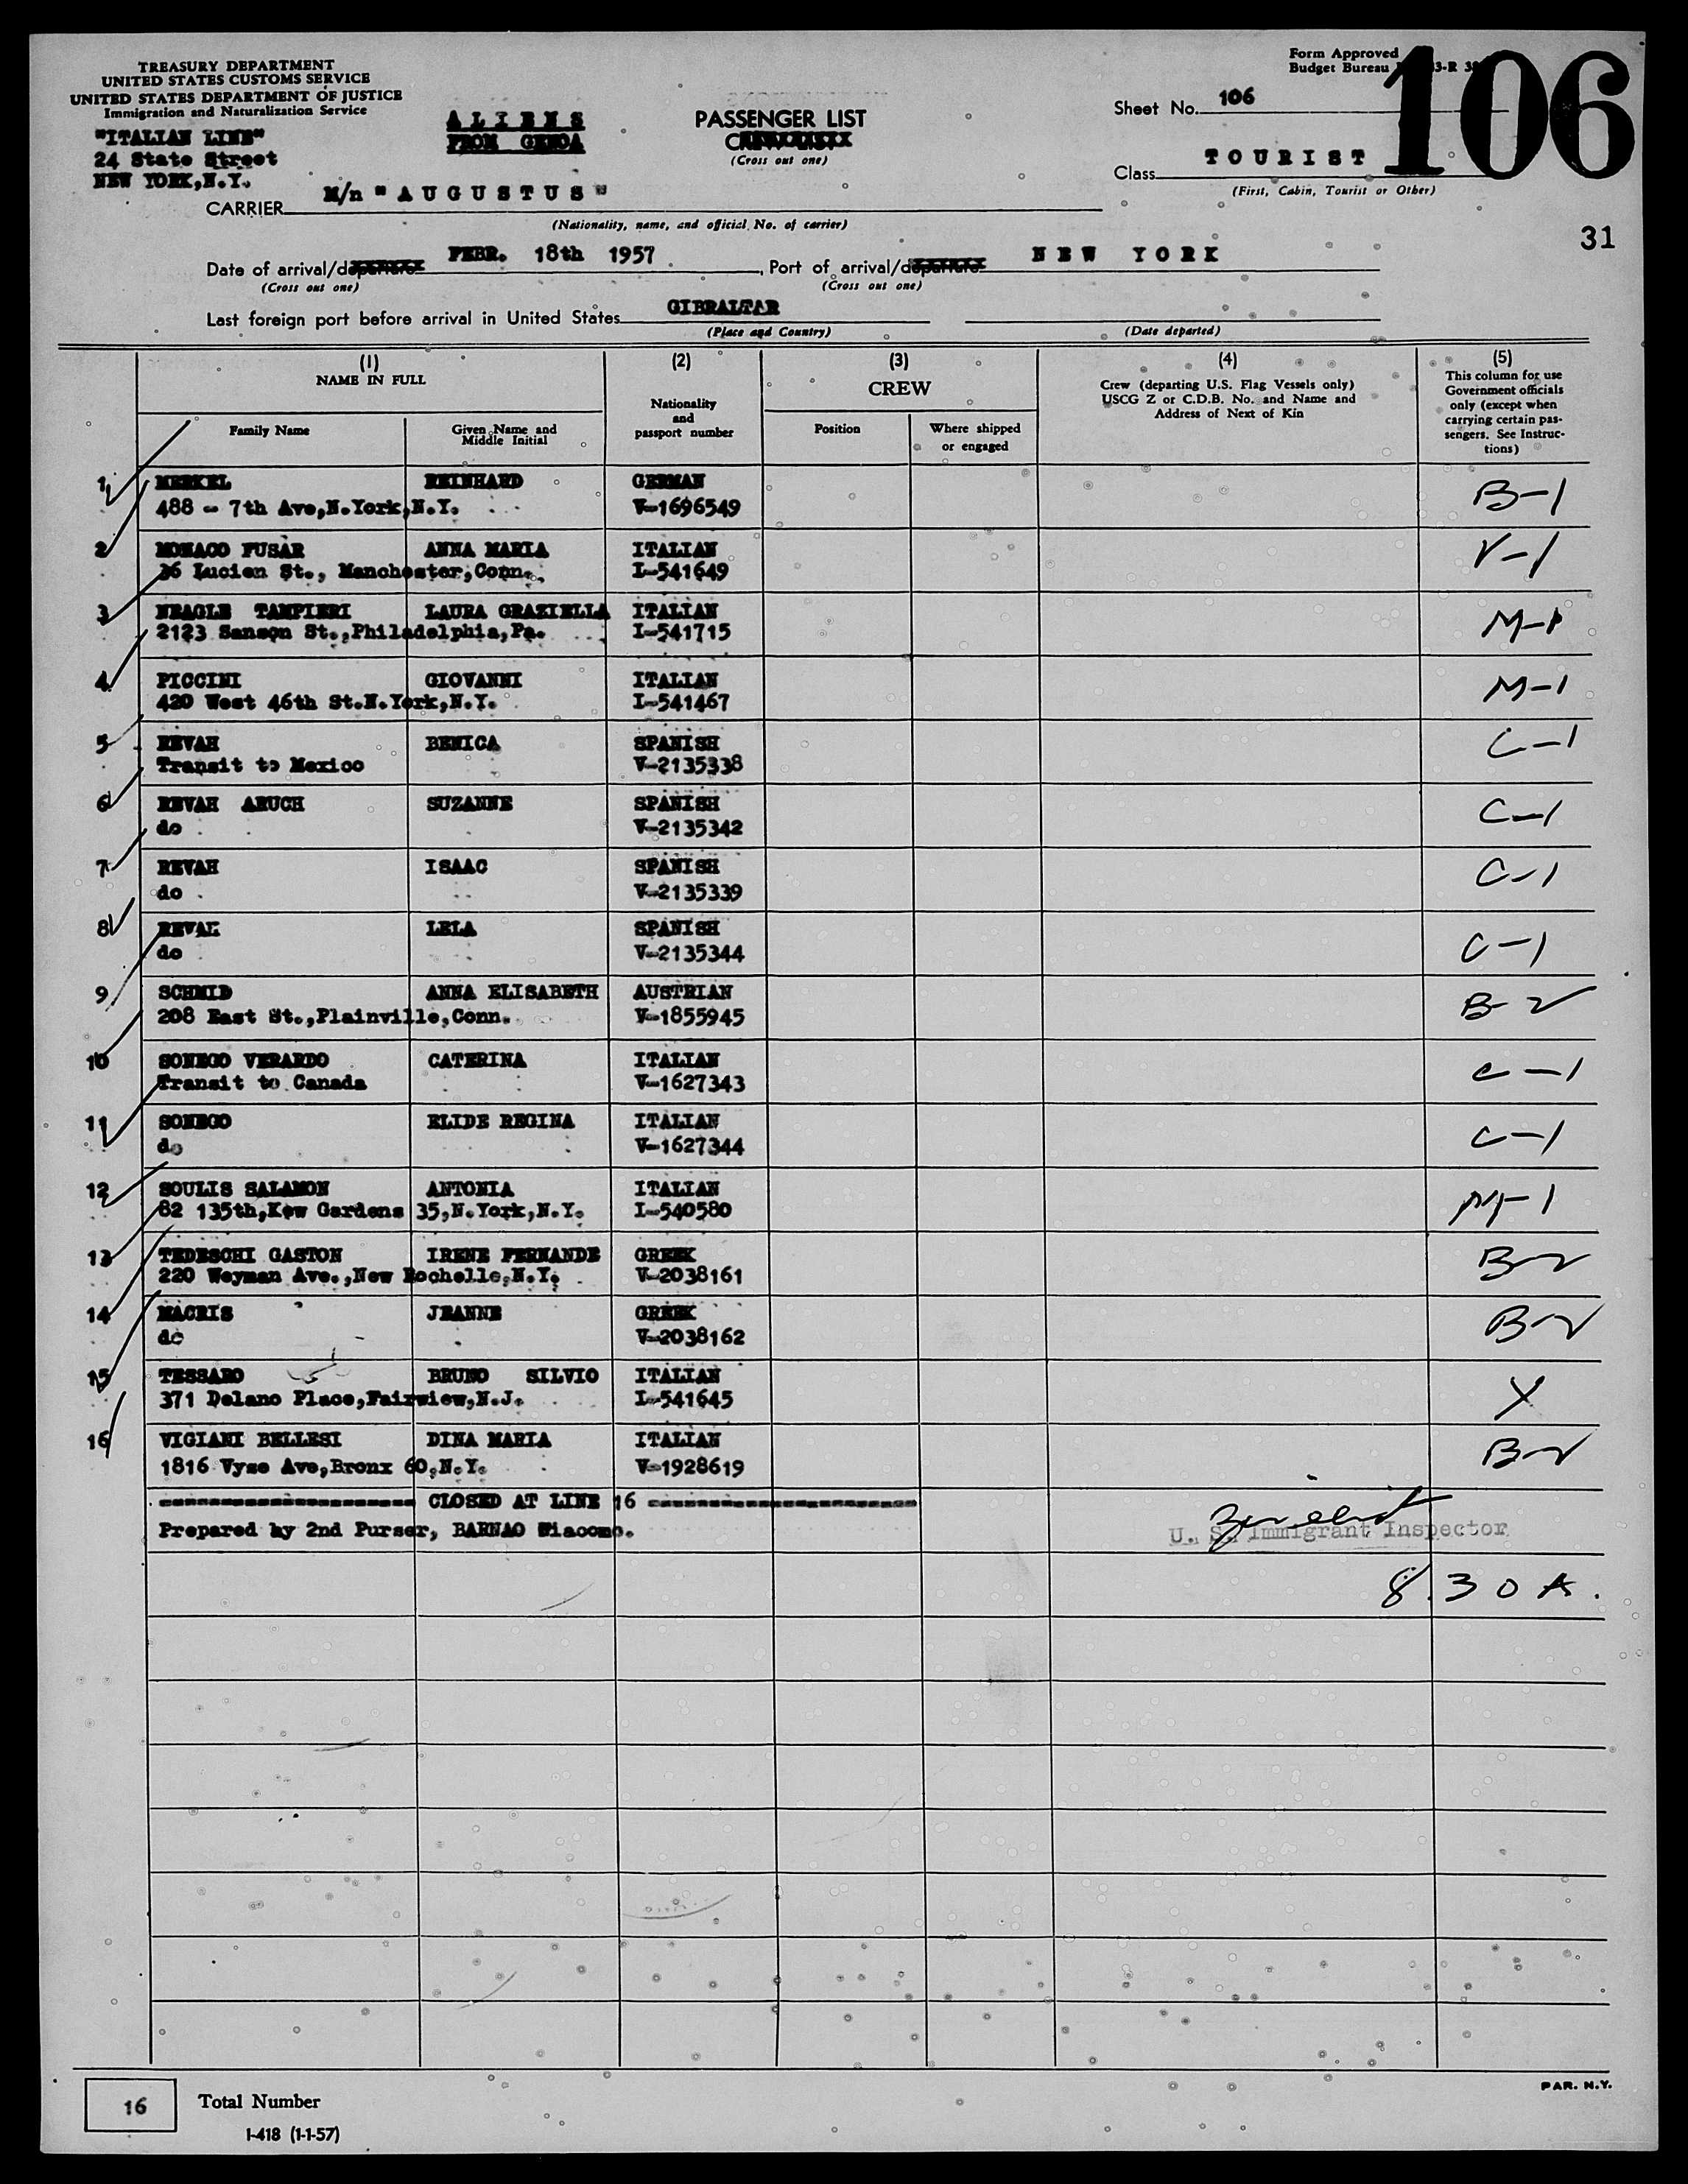 TREASURY DEPARTMENT
UNITED STATES CUSTOMS SERVICE
UNITED STATES DEPARTMENT OF JUSTICE
Immigration and Naturalization Service
"ITALIAN LINE"
24 State Street
NEW YORK,N.Y.
ALIENS
FROM GENOA
PASSENGER LIST
(Cross out one)
Form Approved
Budget Bureau
106
Sheet No. 106
Class TOURIST
(First, Cabin, Tourist or Other)
CARRIER M/n "AUGUSTUS"
(Nationality, name, and official No. of carrier)
31
Date of arrival/departure FEBR. 18th 1957, Port of arrival/departure NEW YORK
(Cross out one) (Cross out one)
Last foreign port before arrival in United States GIBRALTAR
(Place and Country) (Date departed)
(1) (2) (3) (4) (5)
NAME IN FULL
Family Name
Given Name and Middle Initial
Nationality and passport number
CREW
Position
Where shipped or engaged
Crew (departing U.S. Flag Vessels only)
USCG Z or C.D.B. No. and Name and
Address of Next of Kin
This column for use
Government officials
only (except when
carrying certain pas-
sengers. See Instruc-
tions)
1 MERKEL REINHARD GERMAN B-1
488 - 7th Ave,N.York,N.Y. V-1696549
2 MONACO FUSAR ANNA MARIA ITALIAN V-1
36 Lucien St., Manchester,Conn. I-541649
3 NEAGLE TAMPIERI LAURA GRAZIELLA ITALIAN M-1
2123 Sanson St.,Philadelphia,Pa. I-541715
4 PICCINI GIOVANNI ITALIAN M-1
420 West 46th St.N.York,N.Y. I-541467
5 REVAH BENICA SPANISH C-1
Transit to Mexico V-2135338
6 REVAH ARUCH SUZANNE SPANISH C-1
do V-2135342
7 REVAH ISAAC SPANISH C-1
do V-2135339
8 REVAH LELA SPANISH C-1
do V-2135344
9 SCHMID ANNA ELISABETH AUSTRIAN B-2
208 East St.,Plainville,Conn. V-1855945
10 SONEGO VERARDO CATERINA ITALIAN C-1
Transit to Canada V-1627343
11 SONEGO ELIDE REGINA ITALIAN C-1
do V-1627344
12 SOULIS SALAMON ANTONIA ITALIAN M-1
82 135th,Kew Gardens 35,N.York,N.Y. I-540580
13 TEDESCHI GASTON IRENE FERNANDE GREEK B-2
220 Weyman Ave.,New Rochelle,N.Y. V-2038161
14 MACRIS JEANNE GREEK B-2
do V-2038162
15 TESSARO BRUNO SILVIO ITALIAN X
371 Delano Place,Fairview,N.J. I-541645
16 VIGIANI BELLESI DINA MARIA ITALIAN B-2
1816 Vyse Ave,Bronx 60,N.Y. V-1928619
CLOSED AT LINE 16
Prepared by 2nd Purser, BARNAO Giacomo.
U. S. Immigrant Inspector
8.30 A.
16 Total Number
I-418 (1-1-57)
PAR. N.Y.